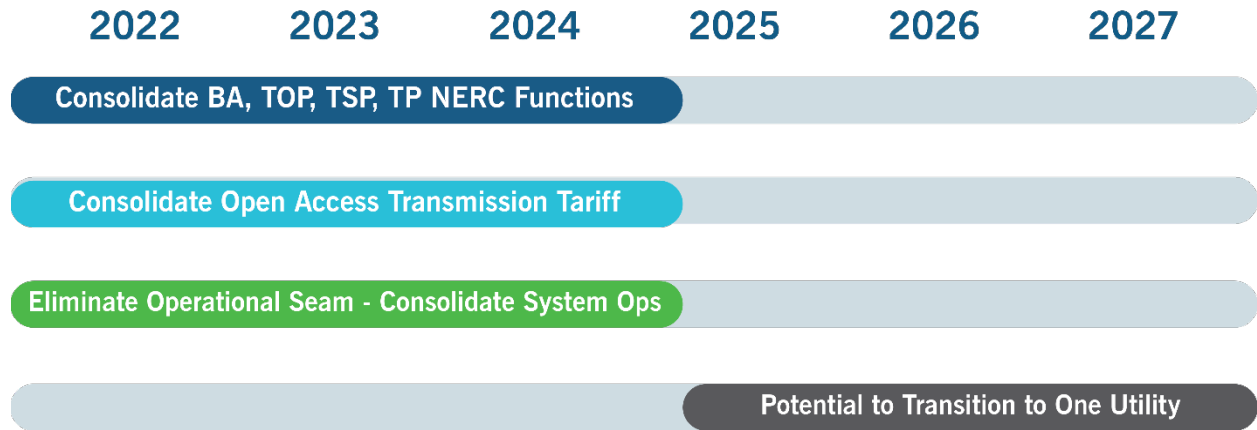 2022 2023 2024 2025 2026 2027
Consolidate BA, TOP, TSP, TP NERC Functions
Consolidate Open Access Transmission Tariff
Eliminate Operational Seam - Consolidate System Ops
Potential to Transition to One Utility